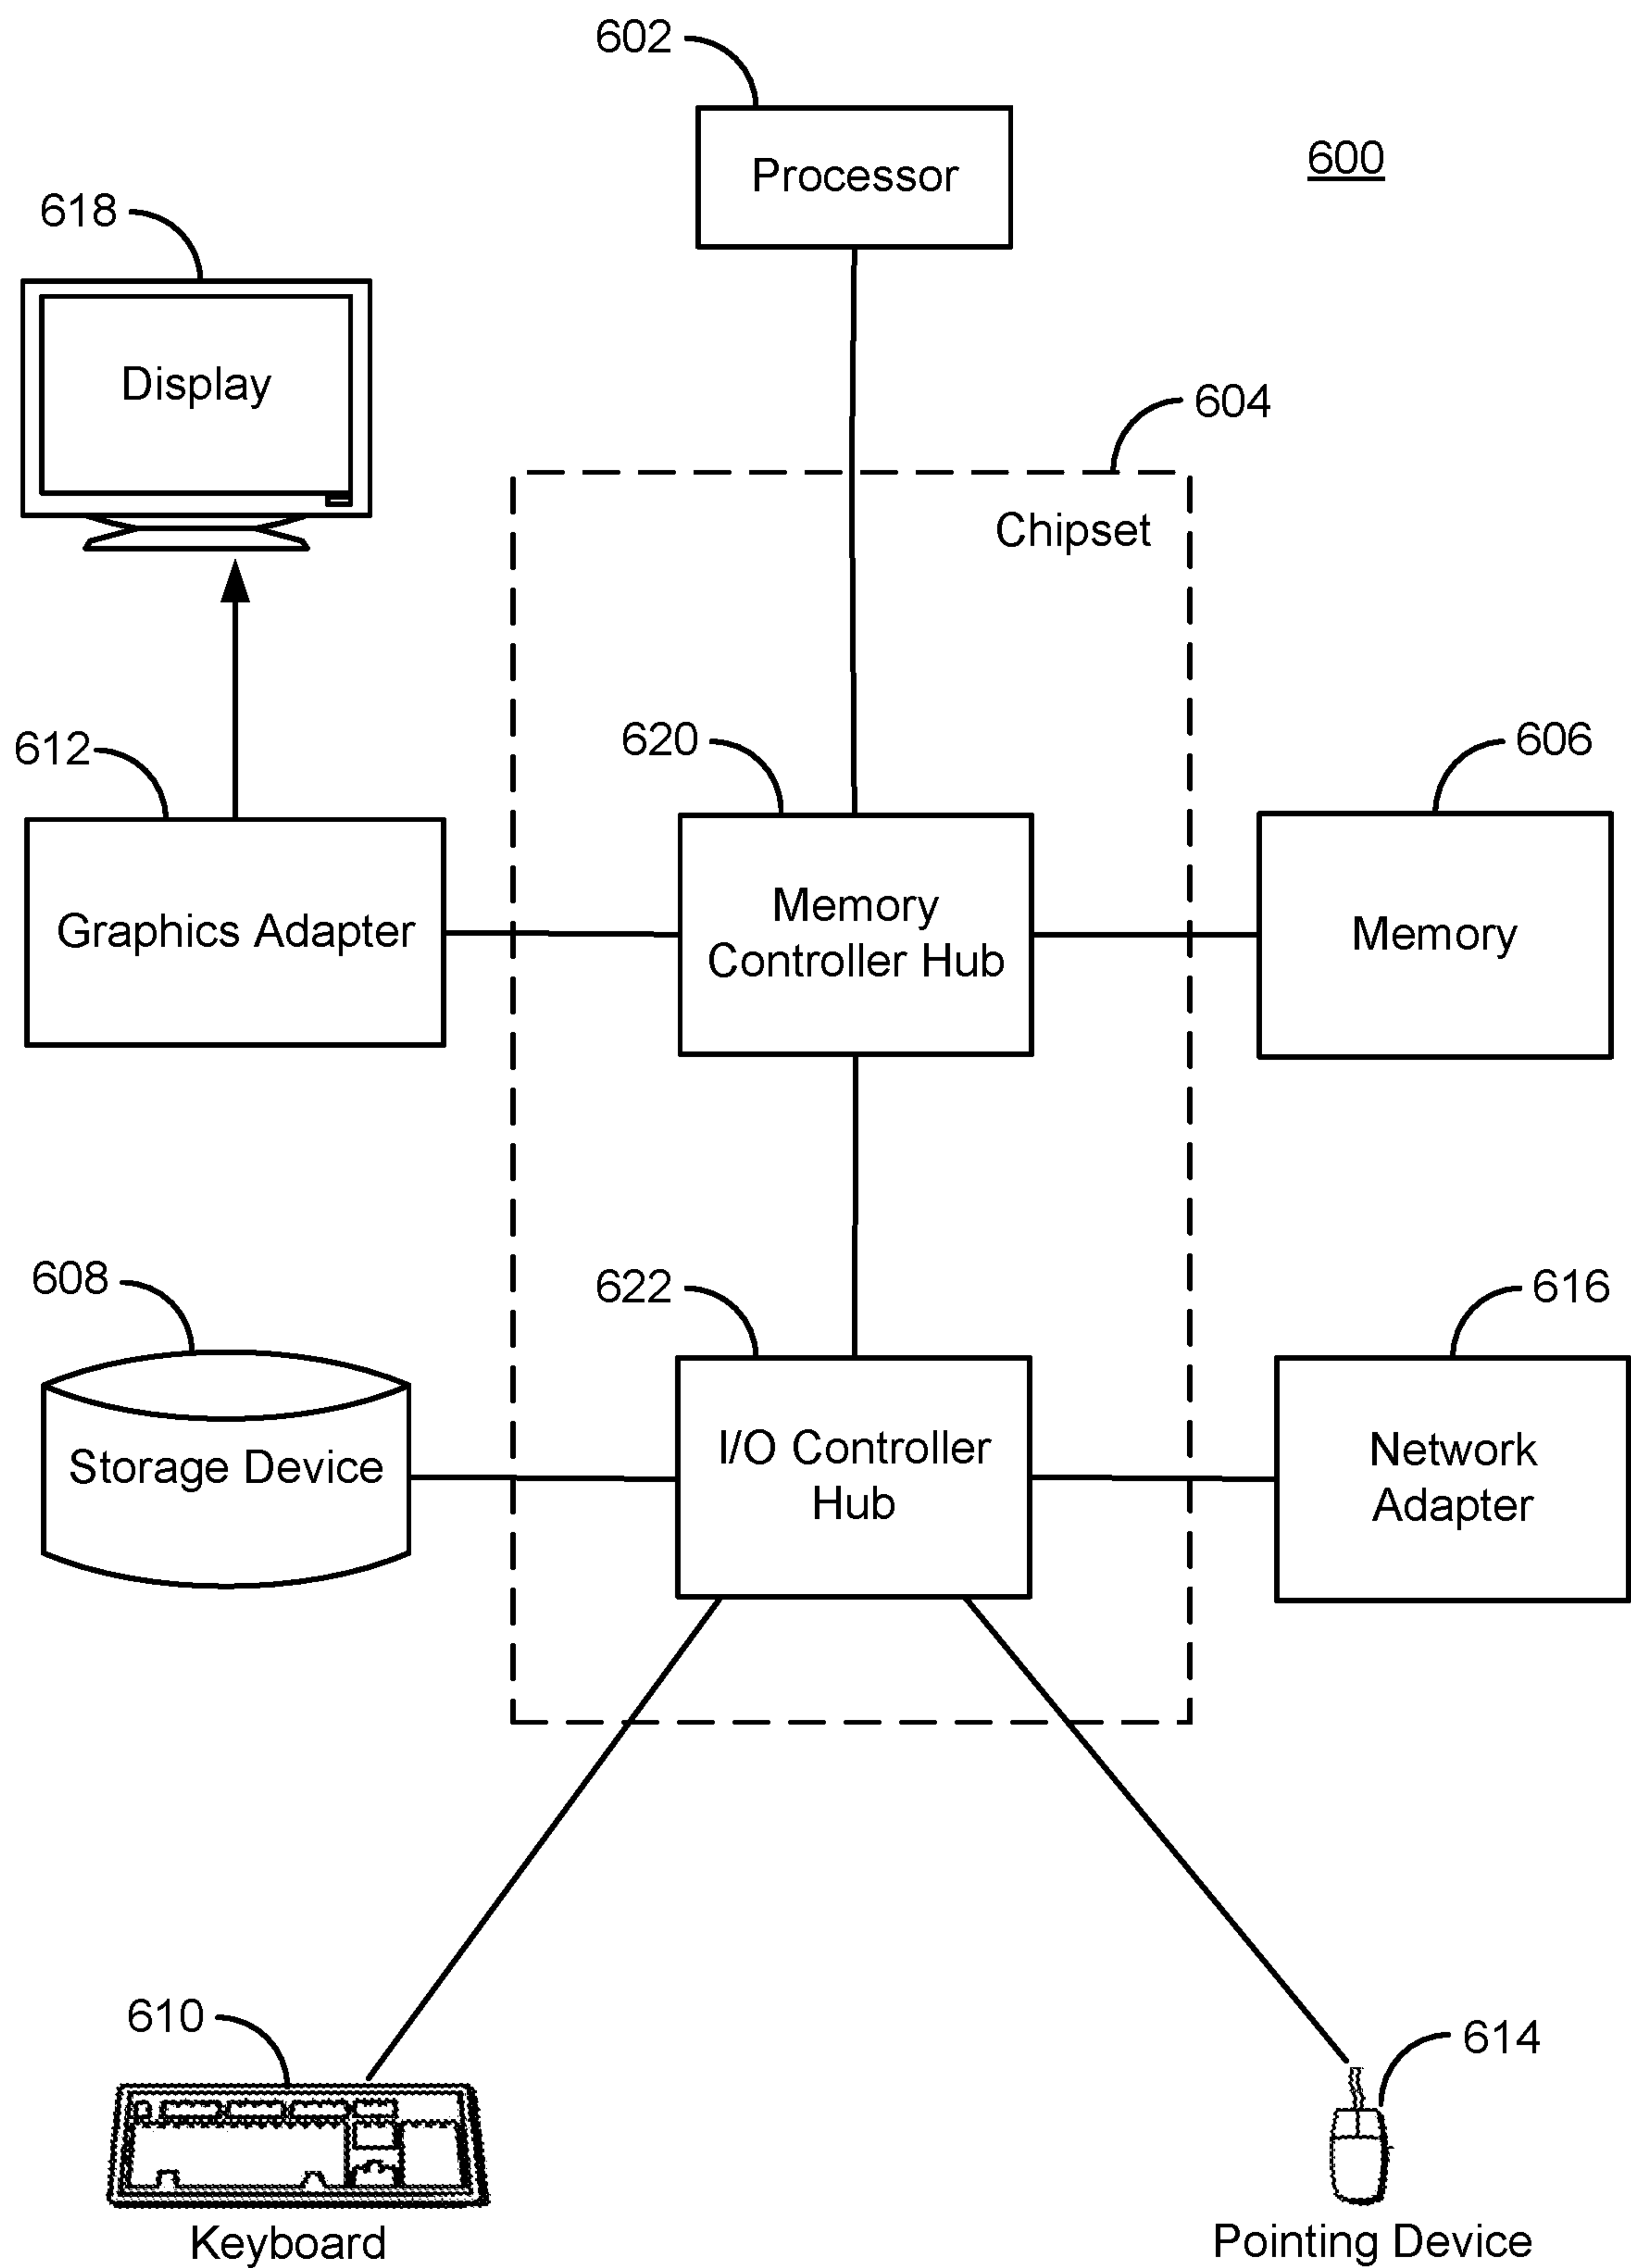 602
Processor
600
618
Display
604
Chipset
612
620
606
Graphics Adapter
Memory
Controller Hub
Memory
608
622
616
Storage Device
I/O Controller
Hub
Network
Adapter
610
614
Keyboard
Pointing Device